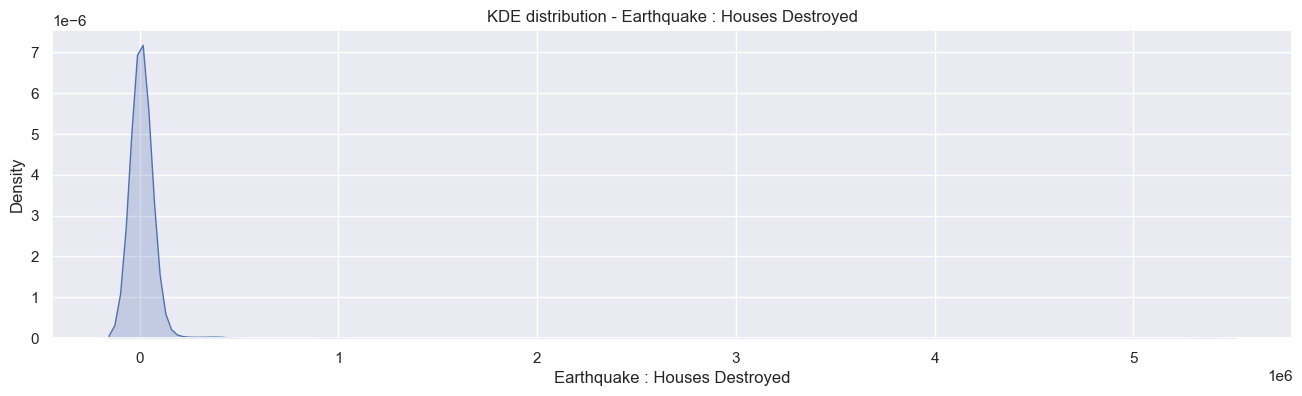 KDE distribution - Earthquake : Houses Destroyed
1e−6
7
6
5
4
3
2
1
0
Density
0 1 2 3 4 5
1e6
Earthquake : Houses Destroyed